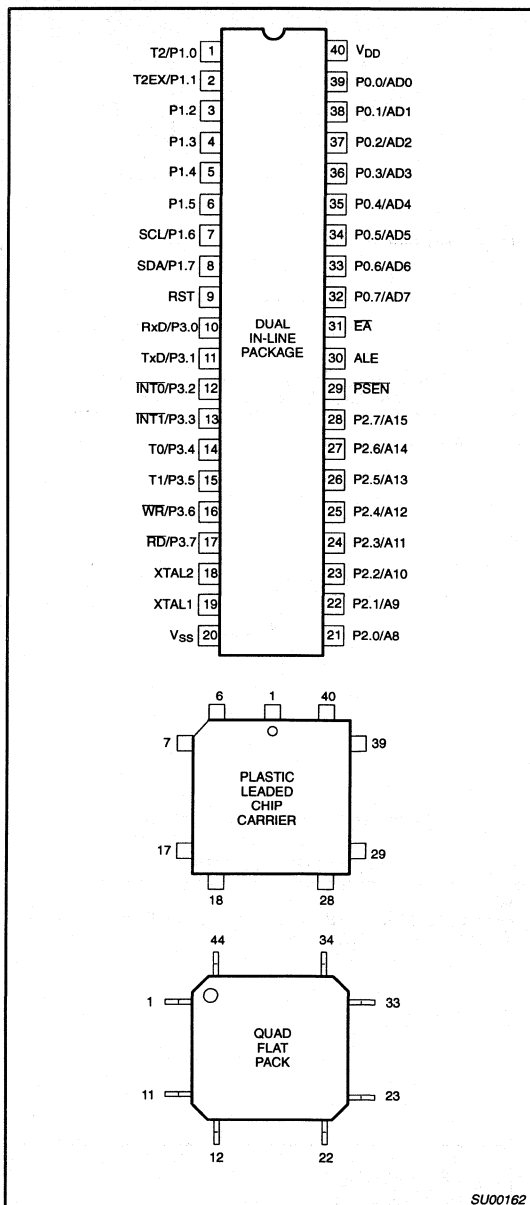 T2/P1.0 1 40 VDD
T2EX/P1.1 2 39 P0.0/AD0
P1.2 3 38 P0.1/AD1
P1.3 4 37 P0.2/AD2
P1.4 5 36 P0.3/AD3
P1.5 6 35 P0.4/AD4
SCL/P1.6 7 34 P0.5/AD5
SDA/P1.7 8 33 P0.6/AD6
RST 9 32 P0.7/AD7
RxD/P3.0 10 31 E̅A̅
TxD/P3.1 11 30 ALE
I̅N̅T̅0̅/P3.2 12 29 P̅S̅E̅N̅
I̅N̅T̅1̅/P3.3 13 28 P2.7/A15
T0/P3.4 14 27 P2.6/A14
T1/P3.5 15 26 P2.5/A13
W̅R̅/P3.6 16 25 P2.4/A12
R̅D̅/P3.7 17 24 P2.3/A11
XTAL2 18 23 P2.2/A10
XTAL1 19 22 P2.1/A9
VSS 20 21 P2.0/A8
DUAL
IN-LINE
PACKAGE
6 1 40
7 39
PLASTIC
LEADED
CHIP
CARRIER
17 29
18 28
44 34
1 33
QUAD
FLAT
PACK
11 23
12 22
SU00162